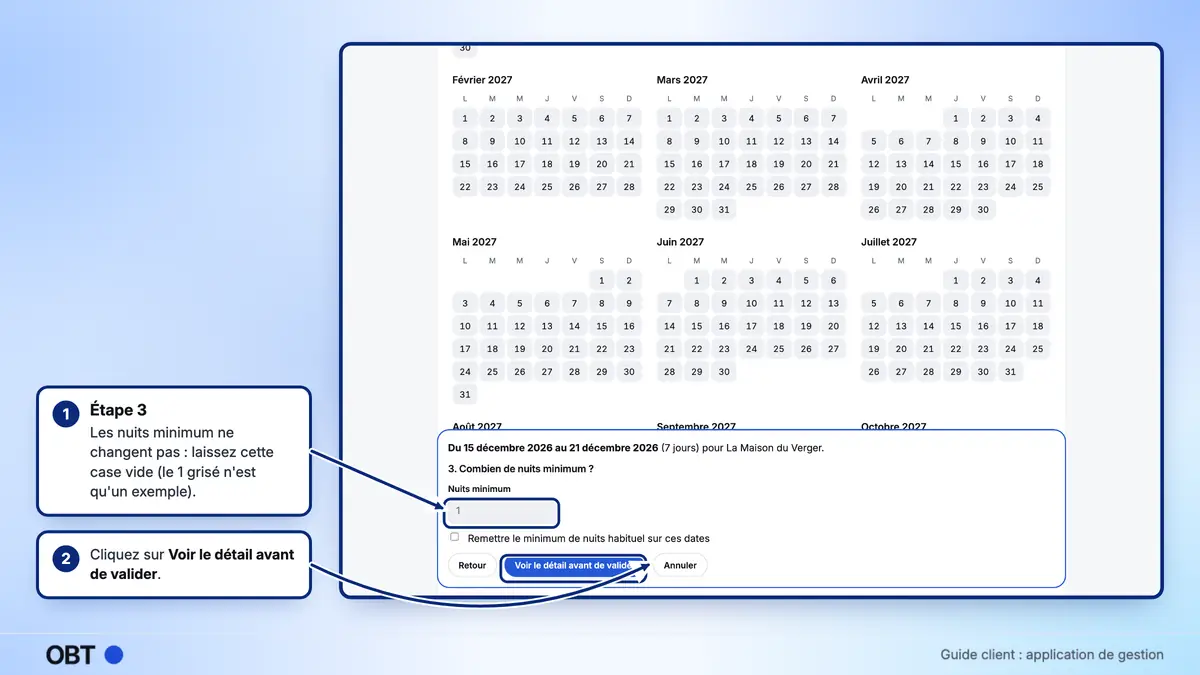 30
Février 2027
L M M J V S D
1 2 3 4 5 6 7
8 9 10 11 12 13 14
15 16 17 18 19 20 21
22 23 24 25 26 27 28
Mars 2027
L M M J V S D
1 2 3 4 5 6 7
8 9 10 11 12 13 14
15 16 17 18 19 20 21
22 23 24 25 26 27 28
29 30 31
Avril 2027
L M M J V S D
1 2 3 4
5 6 7 8 9 10 11
12 13 14 15 16 17 18
19 20 21 22 23 24 25
26 27 28 29 30
Mai 2027
L M M J V S D
1 2
3 4 5 6 7 8 9
10 11 12 13 14 15 16
17 18 19 20 21 22 23
24 25 26 27 28 29 30
31
Juin 2027
L M M J V S D
1 2 3 4 5 6
7 8 9 10 11 12 13
14 15 16 17 18 19 20
21 22 23 24 25 26 27
28 29 30
Juillet 2027
L M M J V S D
1 2 3 4
5 6 7 8 9 10 11
12 13 14 15 16 17 18
19 20 21 22 23 24 25
26 27 28 29 30 31
Août 2027
Septembre 2027
Octobre 2027
Du 15 décembre 2026 au 21 décembre 2026 (7 jours) pour La Maison du Verger.
3. Combien de nuits minimum ?
Nuits minimum
1
Remettre le minimum de nuits habituel sur ces dates
Retour
Voir le détail avant de valide
Annuler
1
Étape 3
Les nuits minimum ne
changent pas : laissez cette
case vide (le 1 grisé n'est
qu'un exemple).
2
Cliquez sur Voir le détail avant
de valider.
OBT
Guide client : application de gestion